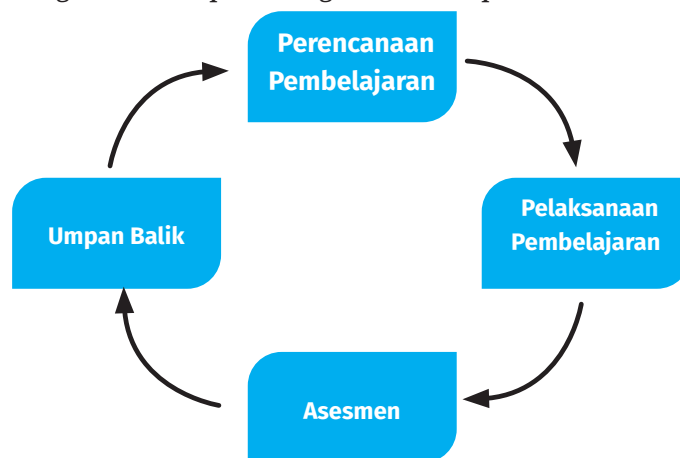 Perencanaan
Pembelajaran
Pelaksanaan
Pembelajaran
Asesmen
Umpan Balik